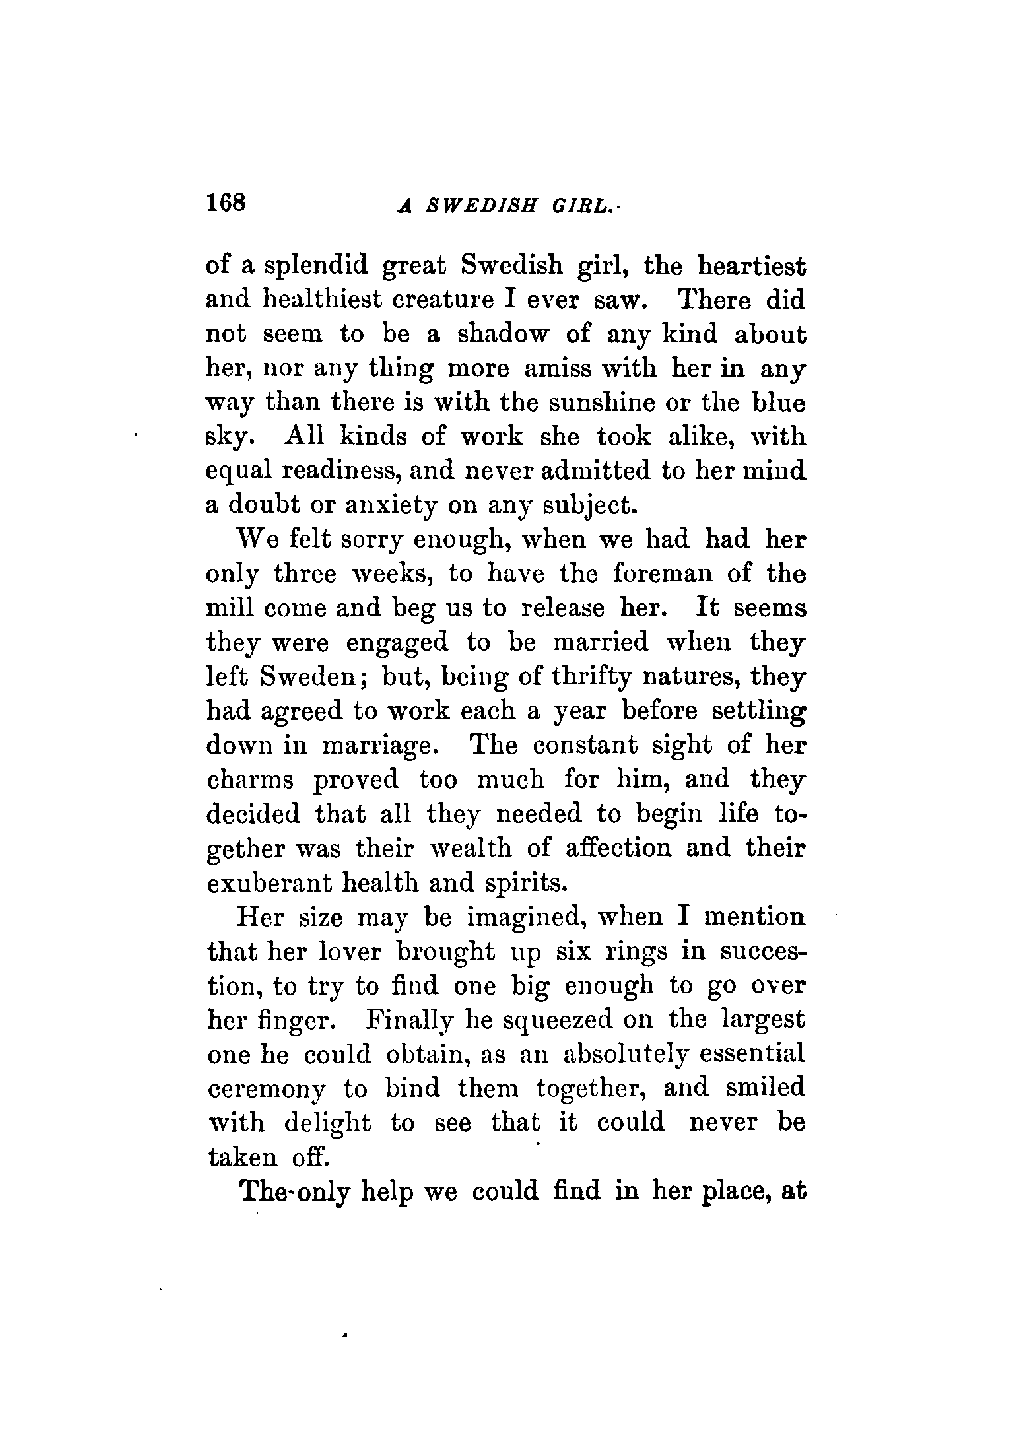 168 A SWEDISH GIRL.
of a splendid great Swedish girl, the heartiest
and healthiest creature I ever saw. There did
not seem to be a shadow of any kind about
her, nor any thing more amiss with her in any
way than there is with the sunshine or the blue
sky. All kinds of work she took alike, with
equal readiness, and never admitted to her mind
a doubt or anxiety on any subject.
We felt sorry enough, when we had had her
only three weeks, to have the foreman of the
mill come and beg us to release her. It seems
they were engaged to be married when they
left Sweden; but, being of thrifty natures, they
had agreed to work each a year before settling
down in marriage. The constant sight of her
charms proved too much for him, and they
decided that all they needed to begin life to-
gether was their wealth of affection and their
exuberant health and spirits.
Her size may be imagined, when I mention
that her lover brought up six rings in succes-
tion, to try to find one big enough to go over
her finger. Finally he squeezed on the largest
one he could obtain, as an absolutely essential
ceremony to bind them together, and smiled
with delight to see that it could never be
taken off.
The only help we could find in her place, at